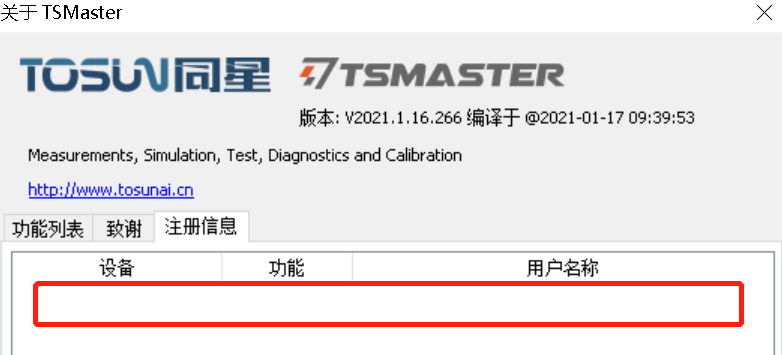 关于 TSMaster
TOSUN同星 TSMASTER
版本: V2021.1.16.266 编译于 @2021-01-17 09:39:53
Measurements, Simulation, Test, Diagnostics and Calibration
http://www.tosunai.cn
功能列表 致谢 注册信息
设备 功能 用户名称